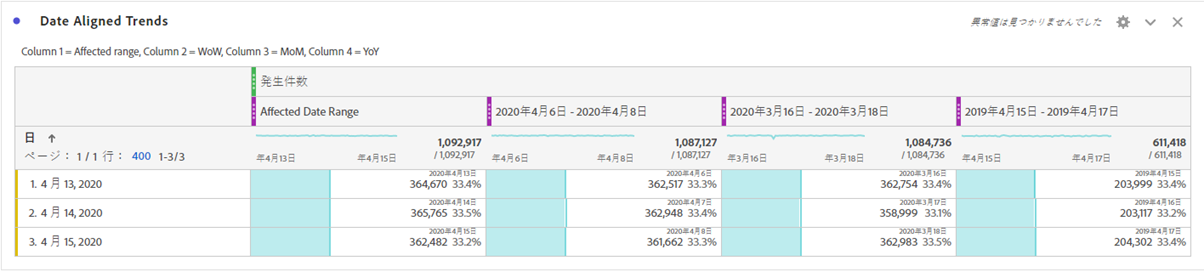 Date Aligned Trends
異常値は見つかりませんでした
Column 1 = Affected range, Column 2 = WoW, Column 3 = MoM, Column 4 = YoY
発生件数
Affected Date Range 2020年4月6日 - 2020年4月8日 2020年3月16日 - 2020年3月18日 2019年4月15日 - 2019年4月17日
日 ↑
ページ： 1 / 1 行： 400 1-3/3
1,092,917
/ 1,092,917
年4月13日 年4月15日
1,087,127
/ 1,087,127
年4月6日 年4月8日
1,084,736
/ 1,084,736
年3月16日 年3月18日
611,418
/ 611,418
年4月15日 年4月17日
2020年4月13日 2020年4月6日 2020年3月16日 2019年4月15日
1. 4 月 13, 2020 364,670 33.4% 362,517 33.3% 362,754 33.4% 203,999 33.4%
2020年4月14日 2020年4月7日 2020年3月17日 2019年4月16日
2. 4 月 14, 2020 365,765 33.5% 362,948 33.4% 358,999 33.1% 203,117 33.2%
2020年4月15日 2020年4月8日 2020年3月18日 2019年4月17日
3. 4 月 15, 2020 362,482 33.2% 361,662 33.3% 362,983 33.5% 204,302 33.4%